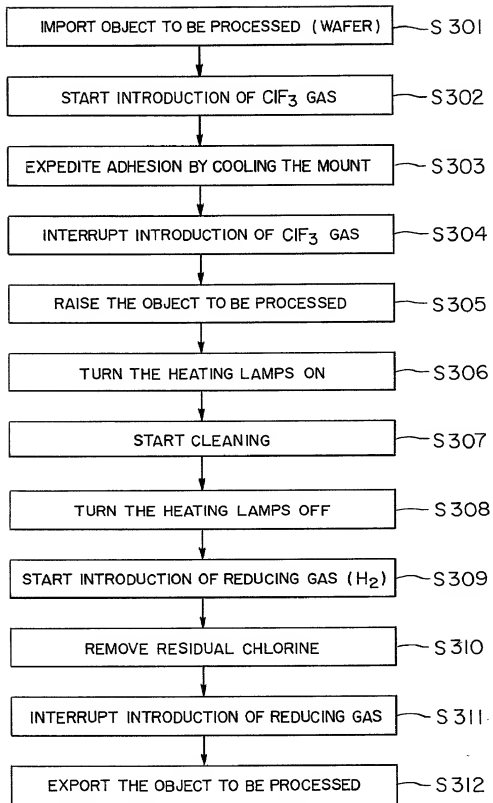 IMPORT OBJECT TO BE PROCESSED (WAFER) S301
START INTRODUCTION OF ClF3 GAS S302
EXPEDITE ADHESION BY COOLING THE MOUNT S303
INTERRUPT INTRODUCTION OF ClF3 GAS S304
RAISE THE OBJECT TO BE PROCESSED S305
TURN THE HEATING LAMPS ON S306
START CLEANING S307
TURN THE HEATING LAMPS OFF S308
START INTRODUCTION OF REDUCING GAS (H2) S309
REMOVE RESIDUAL CHLORINE S310
INTERRUPT INTRODUCTION OF REDUCING GAS S311
EXPORT THE OBJECT TO BE PROCESSED S312